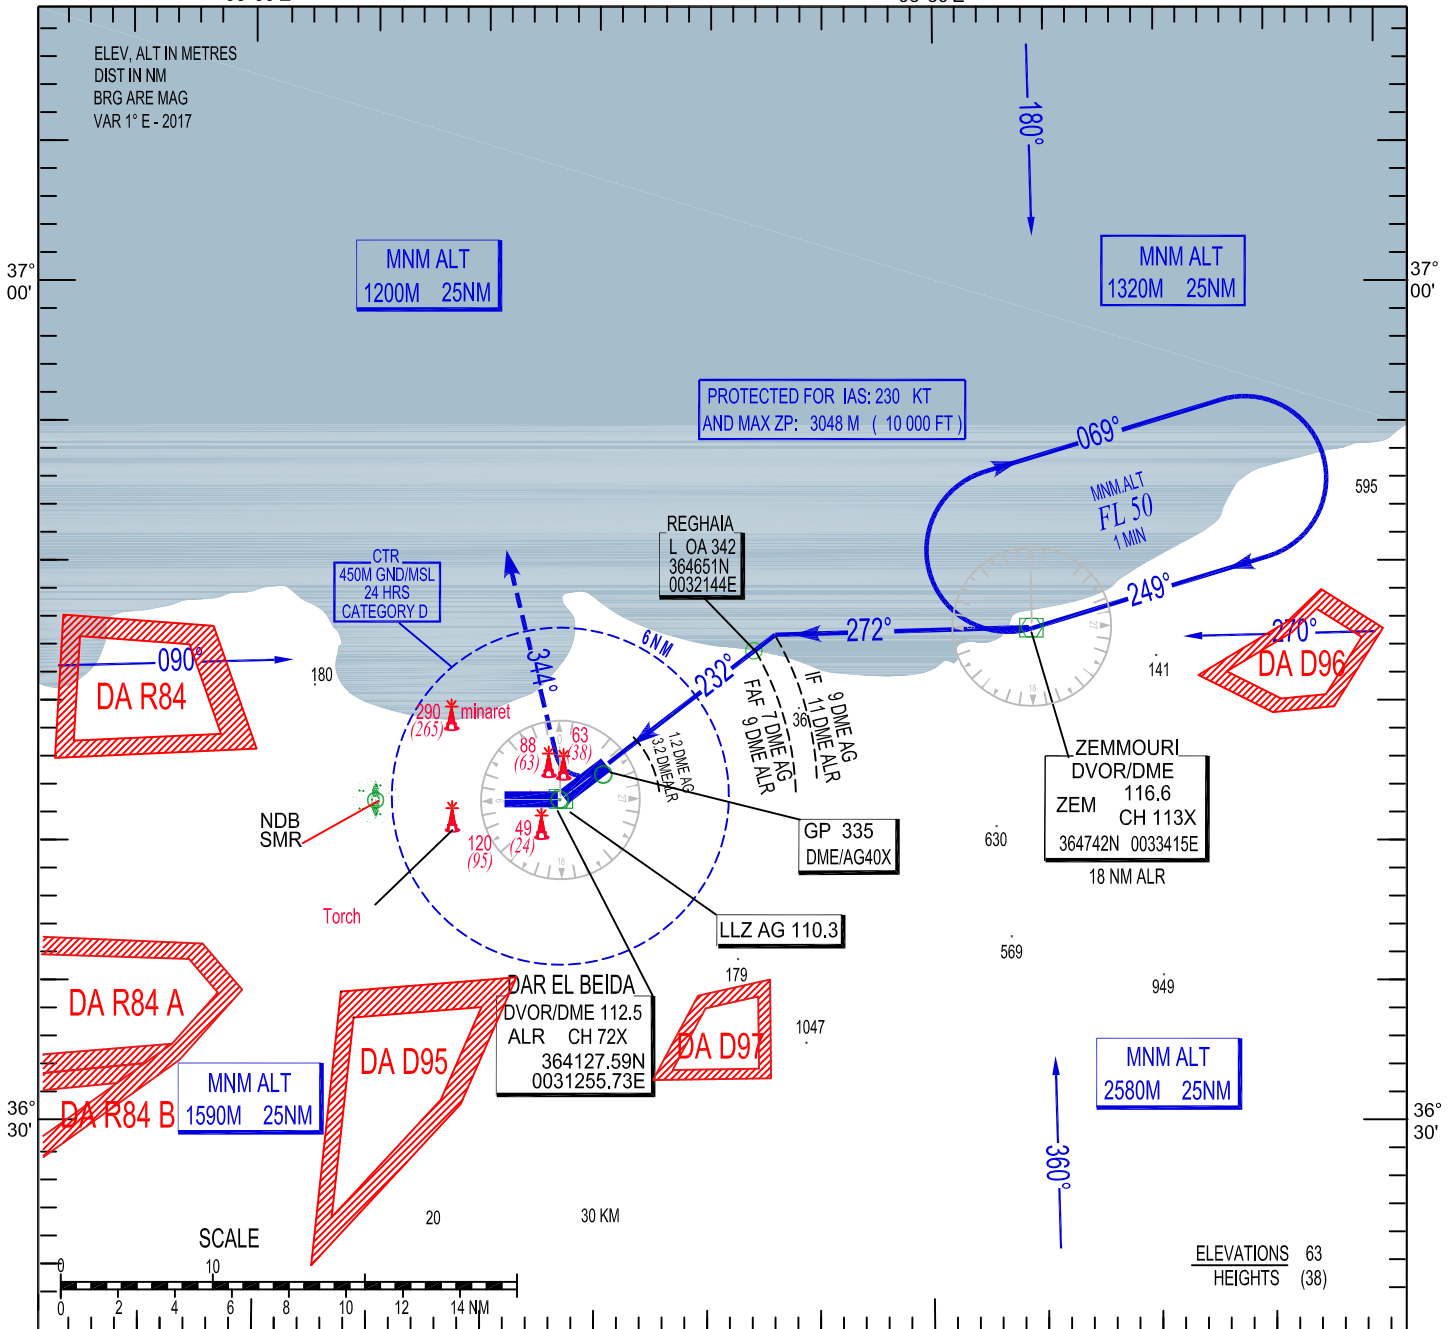 ELEV, ALT IN METRES
DIST IN NM
BRG ARE MAG
VAR 1° E - 2017
180°
37°
00'
MNM ALT
1200M 25NM
MNM ALT
1320M 25NM
37°
00'
PROTECTED FOR IAS: 230 KT
AND MAX ZP: 3048 M ( 10 000 FT )
069°
MNM.ALT
FL 50
1 MIN
595
249°
REGHAIA
L OA 342
364651N
0032144E
CTR
450M GND/MSL
24 HRS
CATEGORY D
6 NM
272°
270°
DA D96
141
090°
DA R84
180
344°
232°
9 DME AG
IF 11 DME ALR
7 DME AG
FAF 9 DME ALR
36
1.2 DME AG
3.2 DME ALR
290 minaret
(265)
88
(63)
63
(38)
27
18
9
27
18
NDB
SMR
120
(95)
49
(24)
Torch
GP 335
DME/AG40X
ZEMMOURI
DVOR/DME
116.6
ZEM CH 113X
364742N 0033415E
18 NM ALR
630
LLZ AG 110.3
569
949
179
1047
DAR EL BEIDA
DVOR/DME 112.5
ALR CH 72X
364127.59N
0031255.73E
DA R84 A
DA R84 B
DA D95
DA D97
MNM ALT
1590M 25NM
MNM ALT
2580M 25NM
36°
30'
36°
30'
360°
SCALE
0 10 20 30 KM
0 2 4 6 8 10 12 14 NM
ELEVATIONS 63
HEIGHTS (38)